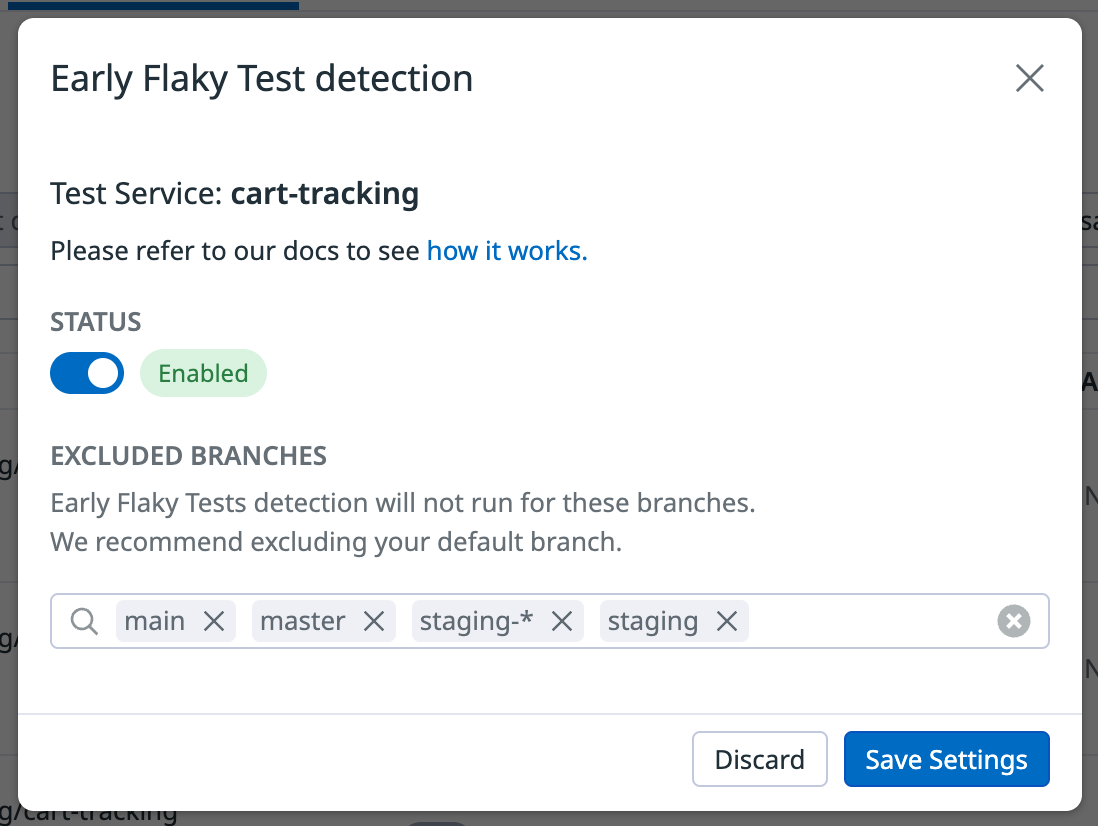 Early Flaky Test detection
Test Service: cart-tracking
Please refer to our docs to see how it works.
STATUS
Enabled
EXCLUDED BRANCHES
Early Flaky Tests detection will not run for these branches.
We recommend excluding your default branch.
main master staging-* staging
Discard Save Settings
g/cart-tracking